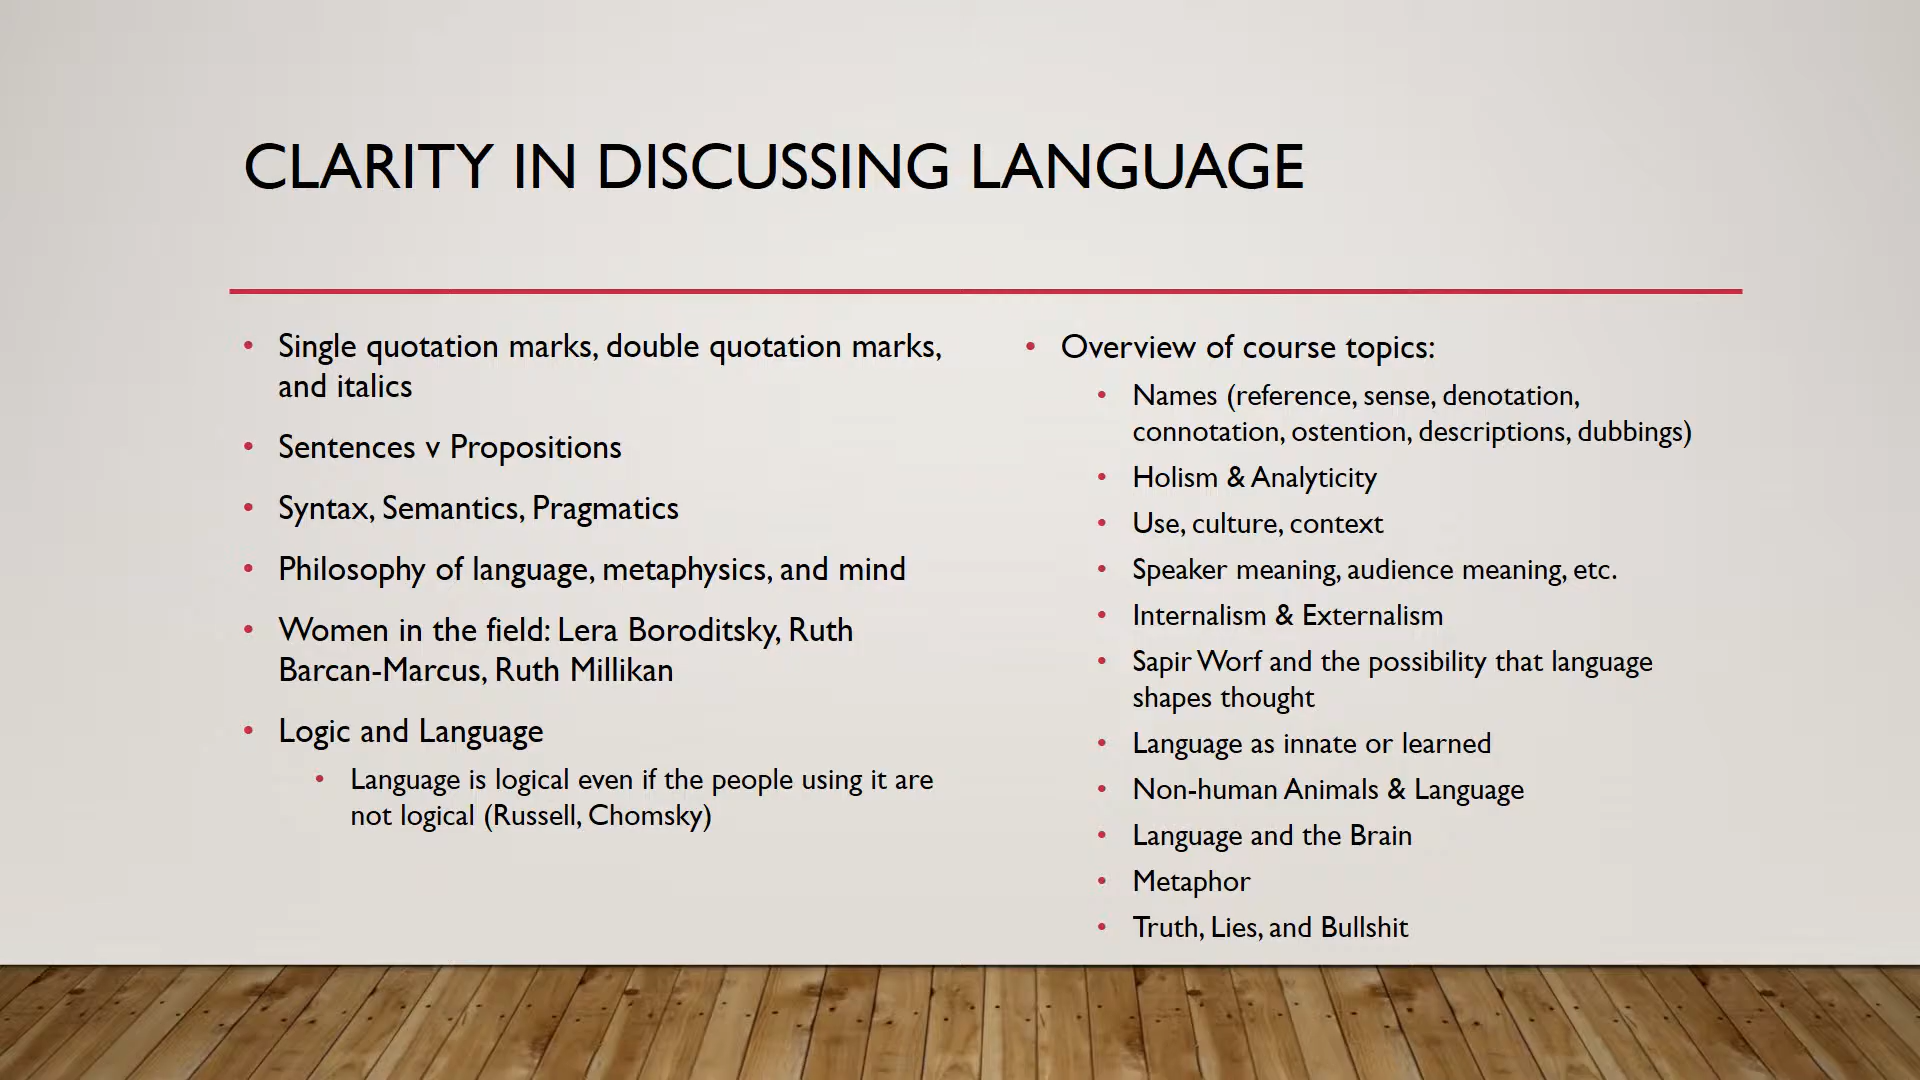 CLARITY IN DISCUSSING LANGUAGE
• Single quotation marks, double quotation marks,
and italics
• Sentences v Propositions
• Syntax, Semantics, Pragmatics
• Philosophy of language, metaphysics, and mind
• Women in the field: Lera Boroditsky, Ruth
Barcan-Marcus, Ruth Millikan
• Logic and Language
• Language is logical even if the people using it are
not logical (Russell, Chomsky)
• Overview of course topics:
• Names (reference, sense, denotation,
connotation, ostention, descriptions, dubbings)
• Holism & Analyticity
• Use, culture, context
• Speaker meaning, audience meaning, etc.
• Internalism & Externalism
• Sapir Worf and the possibility that language
shapes thought
• Language as innate or learned
• Non-human Animals & Language
• Language and the Brain
• Metaphor
• Truth, Lies, and Bullshit